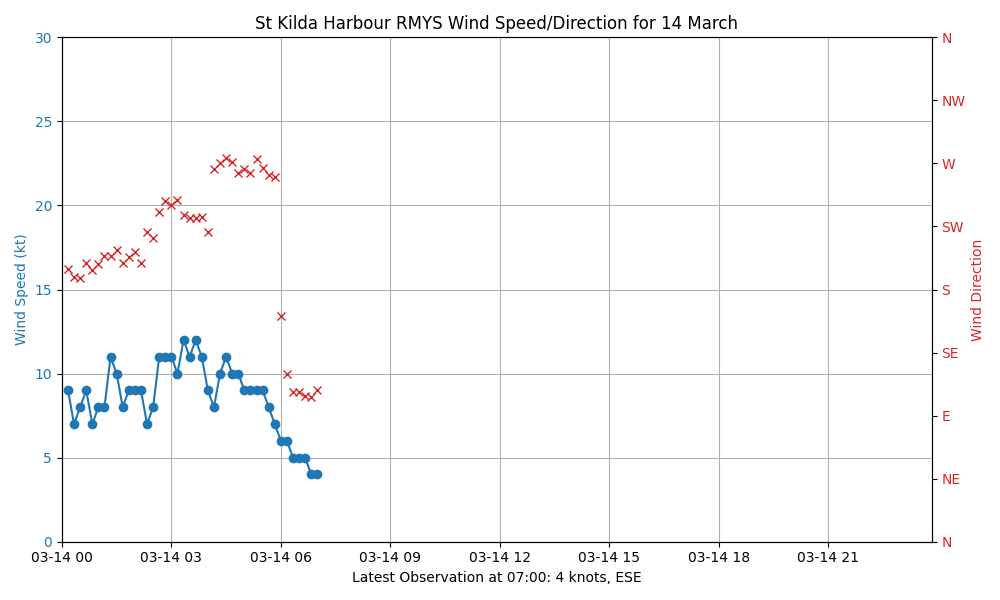 St Kilda Harbour RMYS Wind Speed/Direction for 14 March
30
25
20
15
10
5
0
Wind Speed (kt)
N
NW
W
SW
S
SE
E
NE
N
Wind Direction
03-14 00 03-14 03 03-14 06 03-14 09 03-14 12 03-14 15 03-14 18 03-14 21
Latest Observation at 07:00: 4 knots, ESE